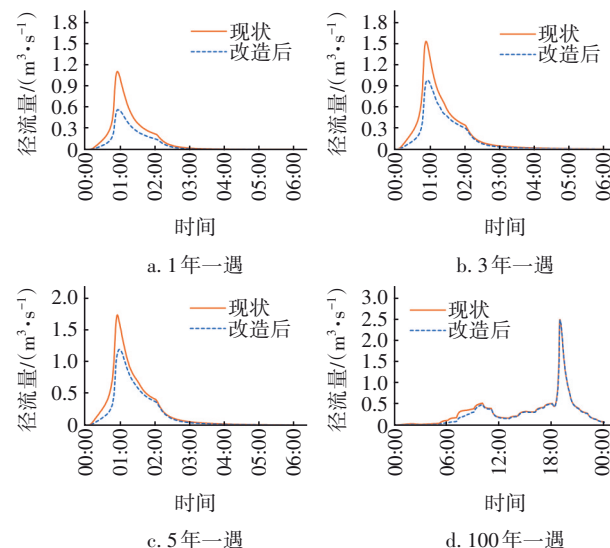 径流量/(m³·s⁻¹)
1.8
1.5
1.2
0.9
0.6
0.3
0
现状
改造后
00:00
01:00
02:00
03:00
04:00
05:00
06:00
时间
a. 1年一遇
径流量/(m³·s⁻¹)
1.8
1.5
1.2
0.9
0.6
0.3
0
现状
改造后
00:00
01:00
02:00
03:00
04:00
05:00
06:00
时间
b. 3年一遇
径流量/(m³·s⁻¹)
2.0
1.5
1.0
0.5
0
现状
改造后
00:00
01:00
02:00
03:00
04:00
05:00
06:00
时间
c. 5年一遇
径流量/(m³·s⁻¹)
3.0
2.5
2.0
1.5
1.0
0.5
0
现状
改造后
00:00
06:00
12:00
18:00
00:00
时间
d. 100年一遇